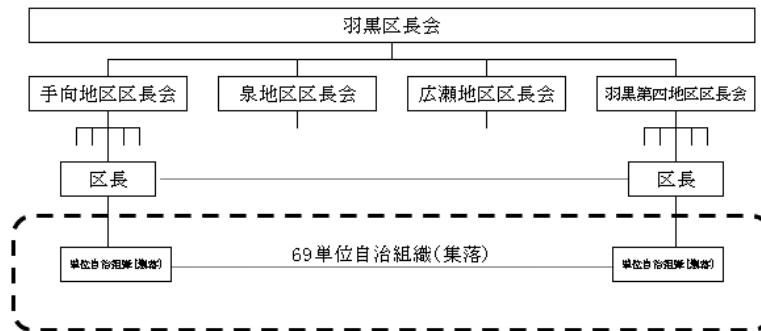 羽黒区長会
手向地区区長会
泉地区区長会
広瀬地区区長会
羽黒第四地区区長会
区長
区長
単位自治組織(集落)
69単位自治組織(集落)
単位自治組織(集落)